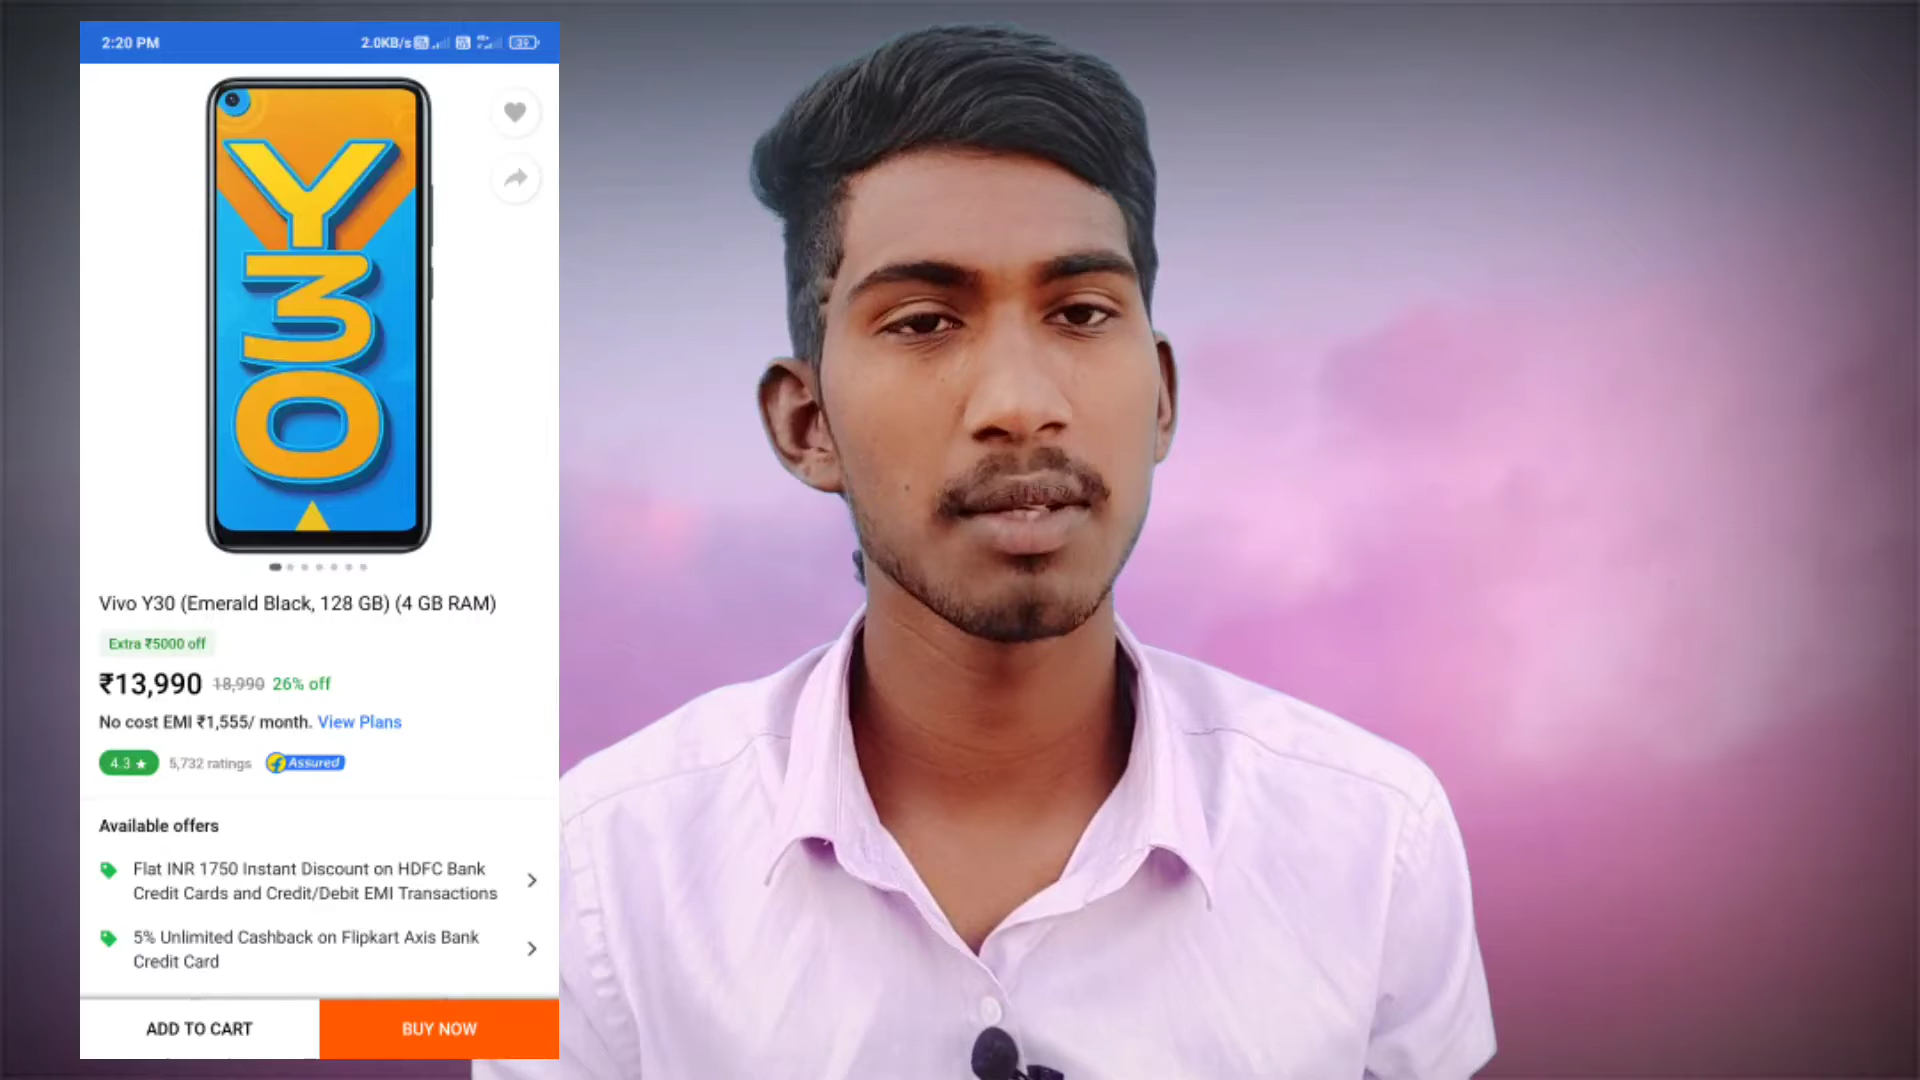 2:20 PM
2.0KB/s
39
Y30
Vivo Y30 (Emerald Black, 128 GB) (4 GB RAM)
Extra ₹5000 off
₹13,990 18,990 26% off
No cost EMI ₹1,555/ month. View Plans
4.3 ★ 5,732 ratings Assured
Available offers
Flat INR 1750 Instant Discount on HDFC Bank
Credit Cards and Credit/Debit EMI Transactions
5% Unlimited Cashback on Flipkart Axis Bank
Credit Card
ADD TO CART
BUY NOW